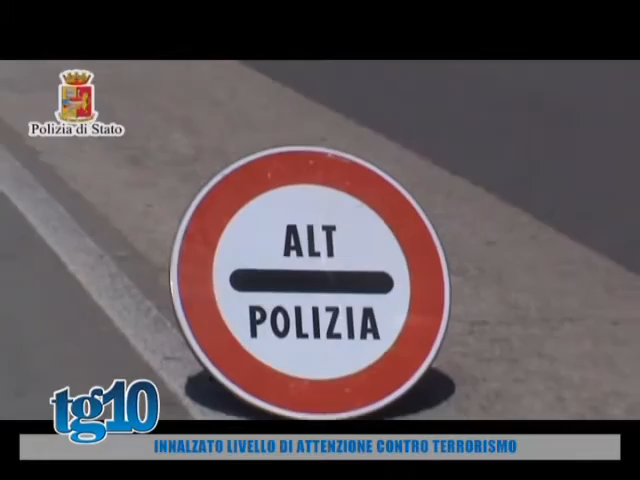 Polizia di Stato
ALT
POLIZIA
tg10
INNALZATO LIVELLO DI ATTENZIONE CONTRO TERRORISMO